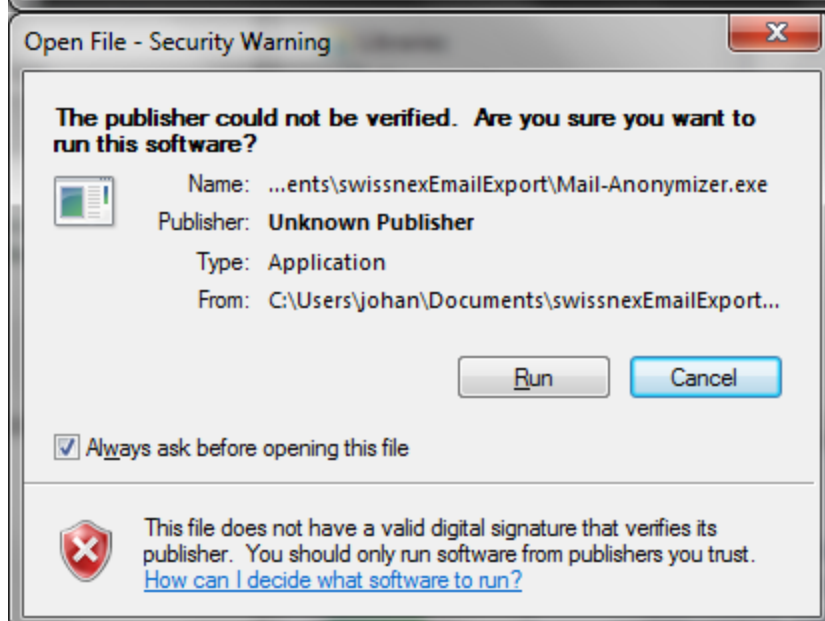 Open File - Security Warning
The publisher could not be verified. Are you sure you want to
run this software?
Name: ...ents\swissnexEmailExport\Mail-Anonymizer.exe
Publisher: Unknown Publisher
Type: Application
From: C:\Users\johan\Documents\swissnexEmailExport...
Run Cancel
Always ask before opening this file
This file does not have a valid digital signature that verifies its
publisher. You should only run software from publishers you trust.
How can I decide what software to run?